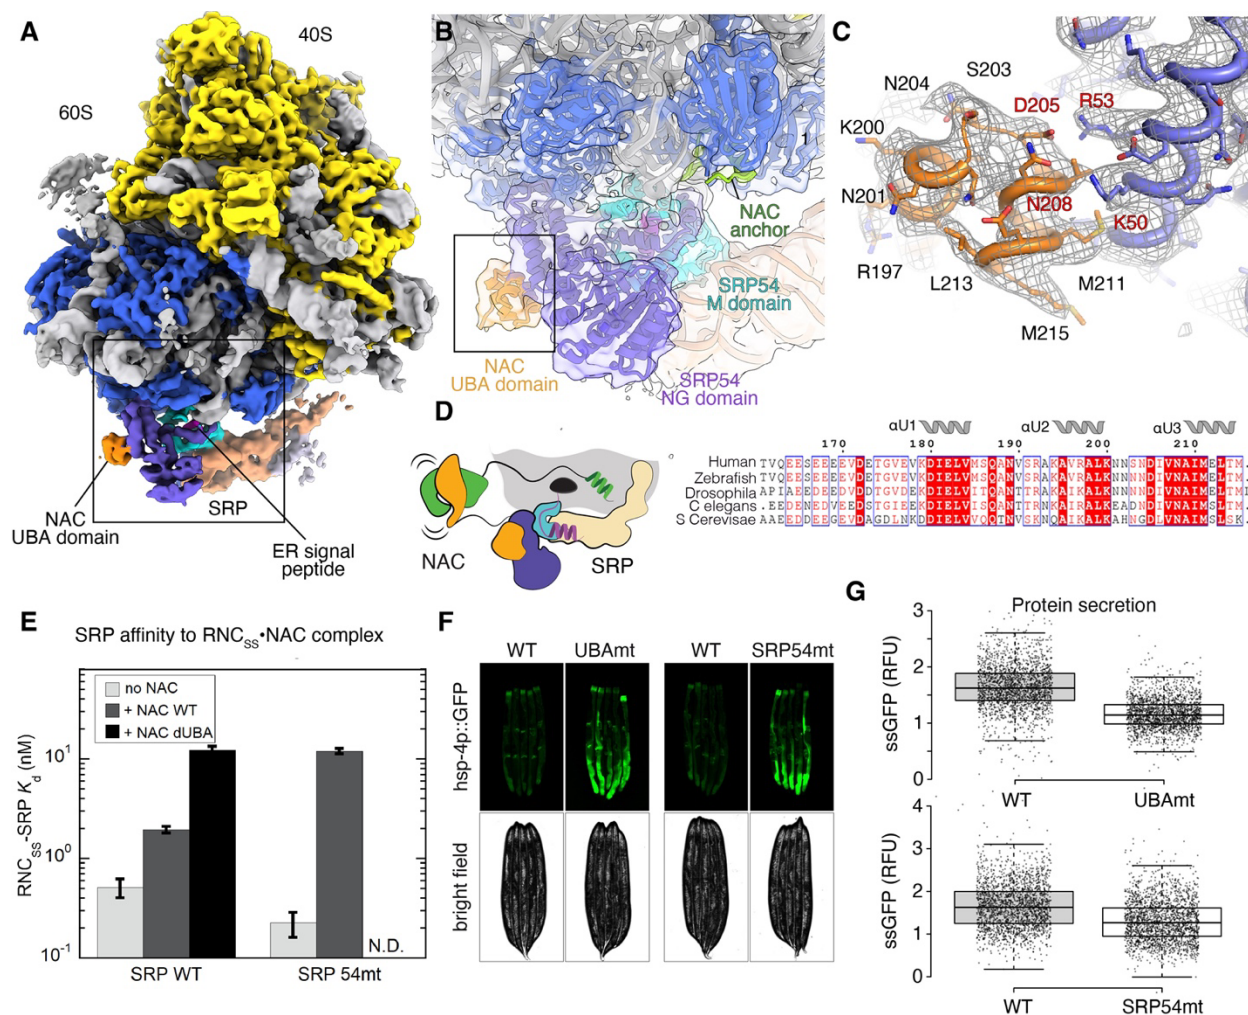 A
40S
60S
NAC
UBA domain
SRP
ER signal
peptide
B
1
NAC
anchor
SRP54
M domain
NAC
UBA domain
SRP54
NG domain
C
N204
S203
D205
R53
K200
N201
N208
K50
R197
L213
M211
M215
D
NAC
SRP
αU1
αU2
αU3
170
180
190
200
210
Human
Zebrafish
Drosophila
C elegans
S Cerevisae
TVQEESEEEEVDETGVEVKDIELVMSQANVSRAKAVRALKNNSNDIVNAIMELTM.
E
SRP affinity to RNCSS•NAC complex
no NAC
+ NAC WT
+ NAC dUBA
RNCSS-SRP Kd (nM)
10¹
10⁰
10⁻¹
N.D.
SRP WT
SRP 54mt
F
WT
UBAmt
WT
SRP54mt
hsp-4p::GFP
bright field
G
Protein secretion
ssGFP (RFU)
3
2
1
0
WT
UBAmt
ssGFP (RFU)
4
3
2
1
0
WT
SRP54mt